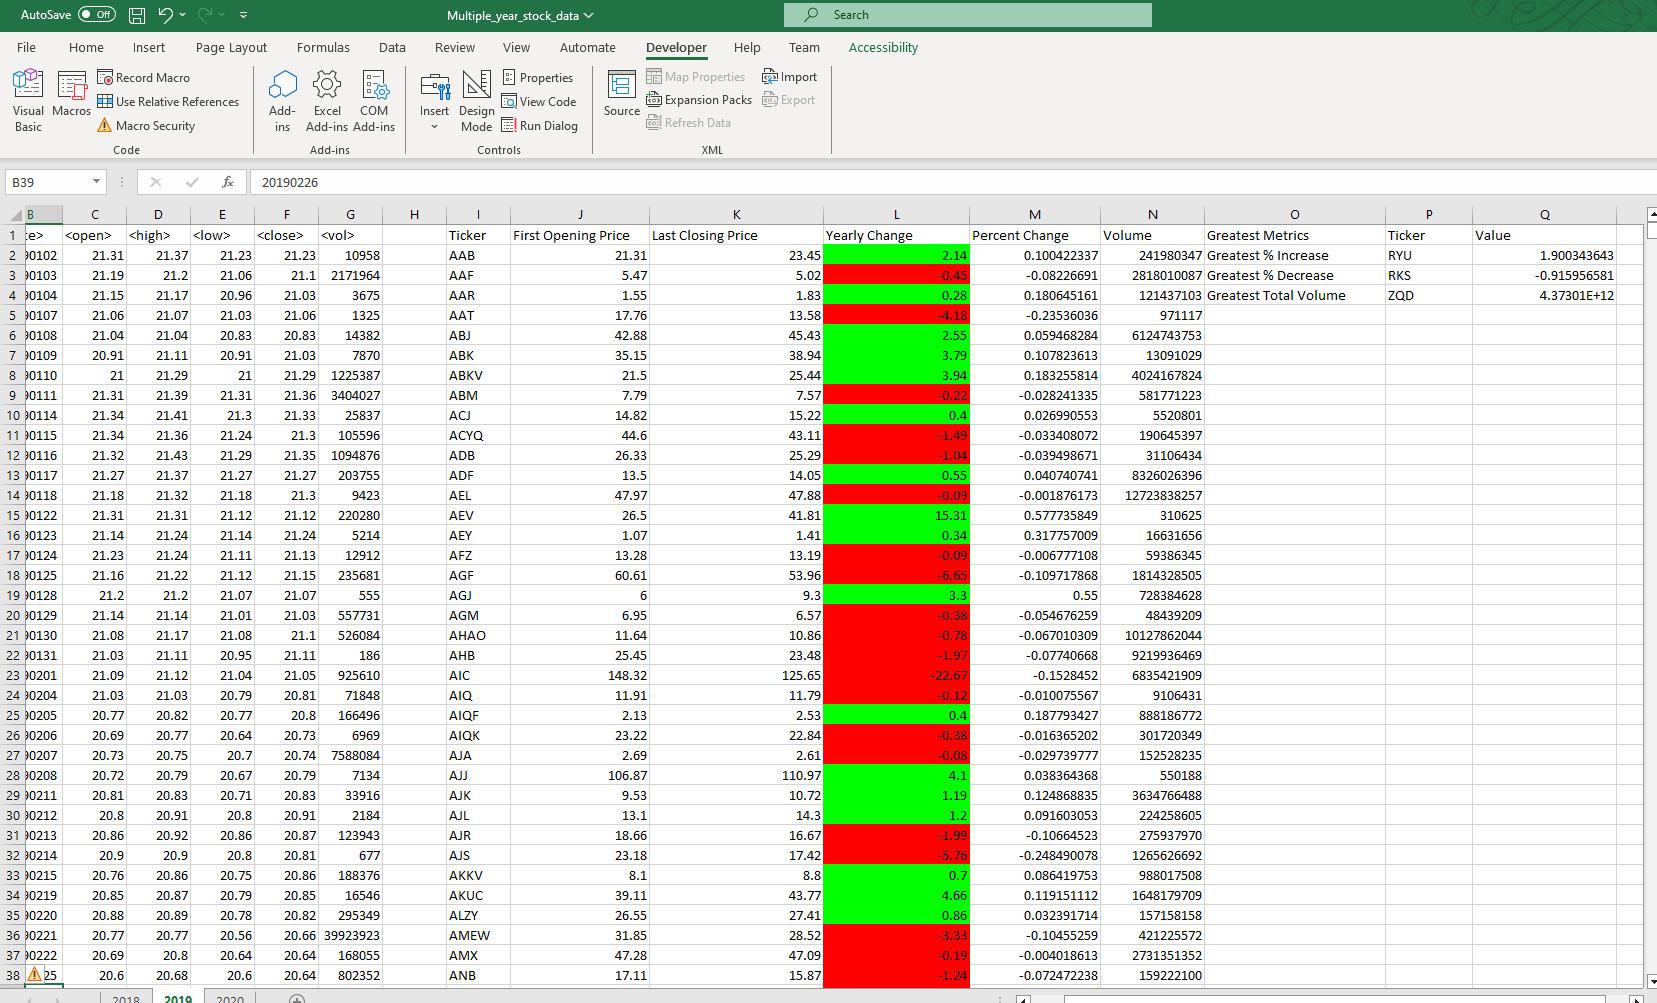 AutoSave Off Multiple_year_stock_data Search
File Home Insert Page Layout Formulas Data Review View Automate Developer Help Team Accessibility
Visual Basic Macros Record Macro Use Relative References Macro Security Code
Add-ins Excel Add-ins COM Add-ins Add-ins
Insert Design Mode Properties View Code Run Dialog Controls
Source Map Properties Expansion Packs Refresh Data Import Export XML
B39 fx 20190226
B C D E F G H I J K L M N O P Q
1 te> <open> <high> <low> <close> <vol> Ticker First Opening Price Last Closing Price Yearly Change Percent Change Volume Greatest Metrics Ticker Value
2 90102 21.31 21.37 21.23 21.23 10958 AAB 21.31 23.45 2.14 0.100422337 241980347 Greatest % Increase RYU 1.900343643
3 90103 21.19 21.2 21.06 21.1 2171964 AAF 5.47 5.02 -0.45 -0.08226691 2818010087 Greatest % Decrease RKS -0.915956581
4 90104 21.15 21.17 20.96 21.03 3675 AAR 1.55 1.83 0.28 0.180645161 121437103 Greatest Total Volume ZQD 4.37301E+12
5 90107 21.06 21.07 21.03 21.06 1325 AAT 17.76 13.58 -4.18 -0.23536036 971117
6 90108 21.04 21.04 20.83 20.83 14382 ABJ 42.88 45.43 2.55 0.059468284 6124743753
7 90109 20.91 21.11 20.91 21.03 7870 ABK 35.15 38.94 3.79 0.107823613 13091029
8 90110 21 21.29 21 21.29 1225387 ABKV 21.5 25.44 3.94 0.183255814 4024167824
9 90111 21.31 21.39 21.31 21.36 3404027 ABM 7.79 7.57 -0.22 -0.028241335 581771223
10 90114 21.34 21.41 21.3 21.33 25837 ACJ 14.82 15.22 0.4 0.026990553 5520801
11 90115 21.34 21.36 21.24 21.3 105596 ACYQ 44.6 43.11 -1.49 -0.033408072 190645397
12 90116 21.32 21.43 21.29 21.35 1094876 ADB 26.33 25.29 -1.04 -0.039498671 31106434
13 90117 21.27 21.37 21.27 21.27 203755 ADF 13.5 14.05 0.55 0.040740741 8326026396
14 90118 21.18 21.32 21.18 21.3 9423 AEL 47.97 47.88 -0.09 -0.001876173 12723838257
15 90122 21.31 21.31 21.12 21.12 220280 AEV 26.5 41.81 15.31 0.577735849 310625
16 90123 21.14 21.24 21.14 21.24 5214 AEY 1.07 1.41 0.34 0.317757009 16631656
17 90124 21.23 21.24 21.11 21.13 12912 AFZ 13.28 13.19 -0.09 -0.006777108 59386345
18 90125 21.16 21.22 21.12 21.15 235681 AGF 60.61 53.96 -6.65 -0.109717868 1814328505
19 90128 21.2 21.2 21.07 21.07 555 AGJ 6 9.3 3.3 0.55 728384628
20 90129 21.14 21.14 21.01 21.03 557731 AGM 6.95 6.57 -0.38 -0.054676259 48439209
21 90130 21.08 21.17 21.08 21.1 526084 AHAO 11.64 10.86 -0.78 -0.067010309 10127862044
22 90131 21.03 21.11 20.95 21.11 186 AHB 25.45 23.48 -1.97 -0.07740668 9219936469
23 90201 21.09 21.12 21.04 21.05 925610 AIC 148.32 125.65 -22.67 -0.1528452 6835421909
24 90204 21.03 21.03 20.79 20.81 71848 AIQ 11.91 11.79 -0.12 -0.010075567 9106431
25 90205 20.77 20.82 20.77 20.8 166496 AIQF 2.13 2.53 0.4 0.187793427 888186772
26 90206 20.69 20.77 20.64 20.73 6969 AIQK 23.22 22.84 -0.38 -0.016365202 301720349
27 90207 20.73 20.75 20.7 20.74 7588084 AJA 2.69 2.61 -0.08 -0.029739777 152528235
28 90208 20.72 20.79 20.67 20.79 7134 AJJ 106.87 110.97 4.1 0.038364368 550188
29 90211 20.81 20.83 20.71 20.83 33916 AJK 9.53 10.72 1.19 0.124868835 3634766488
30 90212 20.8 20.91 20.8 20.91 2184 AJL 13.1 14.3 1.2 0.091603053 224258605
31 90213 20.86 20.92 20.86 20.87 123943 AJR 18.66 16.67 -1.99 -0.10664523 275937970
32 90214 20.9 20.9 20.8 20.81 677 AJS 23.18 17.42 -5.76 -0.248490078 1265626692
33 90215 20.76 20.86 20.75 20.86 188376 AKKV 8.1 8.8 0.7 0.086419753 988017508
34 90219 20.85 20.87 20.79 20.85 16546 AKUC 39.11 43.77 4.66 0.119151112 1648179709
35 90220 20.88 20.89 20.78 20.82 295349 ALZY 26.55 27.41 0.86 0.032391714 157158158
36 90221 20.77 20.77 20.56 20.66 39923923 AMEW 31.85 28.52 -3.33 -0.10455259 421225572
37 90222 20.69 20.8 20.64 20.64 168055 AMX 47.28 47.09 -0.19 -0.004018613 2731351352
38 25 20.6 20.68 20.6 20.64 802352 ANB 17.11 15.87 -1.24 -0.072472238 159222100
2018 2019 2020